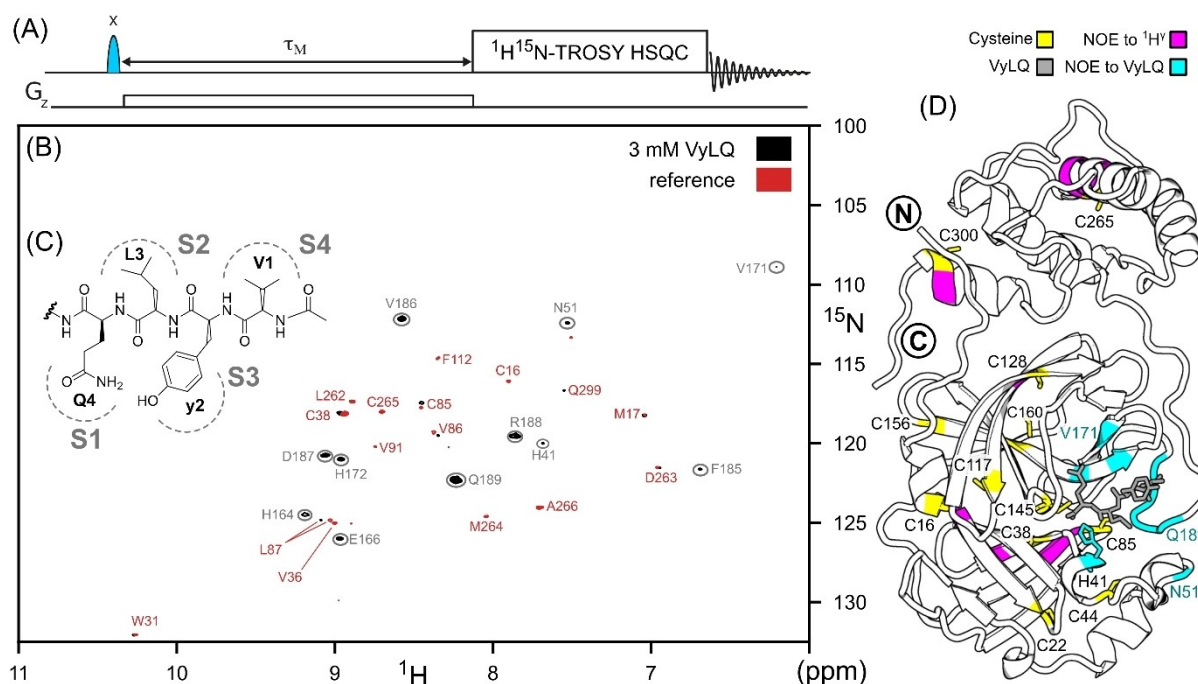 (A)
x
τM
1H15N-TROSY HSQC
Gz
Cysteine
NOE to 1Hγ
VyLQ
NOE to VyLQ
(B)
3 mM VyLQ
reference
(C)
L3
S2
V1
S4
O
H
N
O
H
N
O
NH
N
H
O
N
H
O
N
H
O
NH2
Q4
S1
HO
y2
S3
V171
V186
N51
F112
C16
L262
C265
C85
Q299
C38
M17
V86
R188
V91
H41
D187
H172
Q189
D263
F185
H164
M264
A266
E166
L87
V36
W31
100
105
110
15N
115
120
125
130
11
10
9
1H
8
7
(ppm)
(D)
N
C265
C300
C
C128
C156
C160
V171
C117
C145
C16
C38
Q18
C85
H41
N51
C44
C22